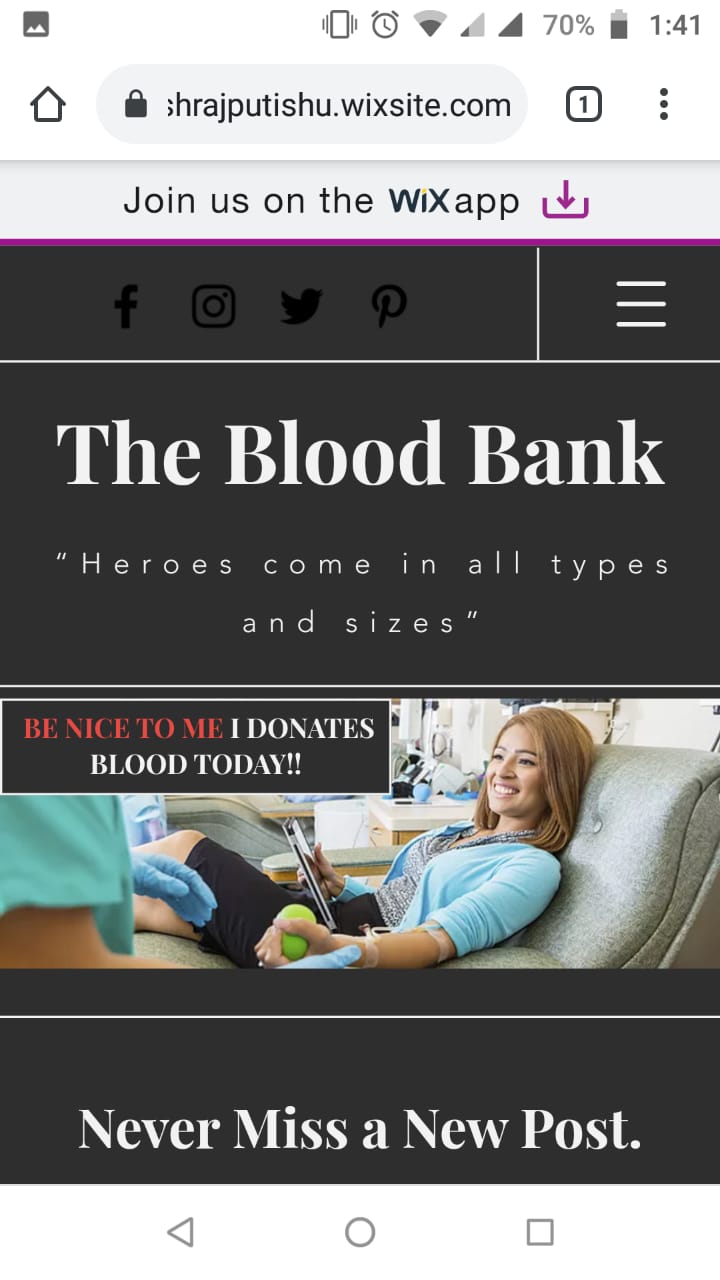 70% 1:41
shrajputishu.wixsite.com 1
Join us on the WiX app
The Blood Bank
“Heroes come in all types
and sizes”
BE NICE TO ME I DONATES
BLOOD TODAY!!
Never Miss a New Post.